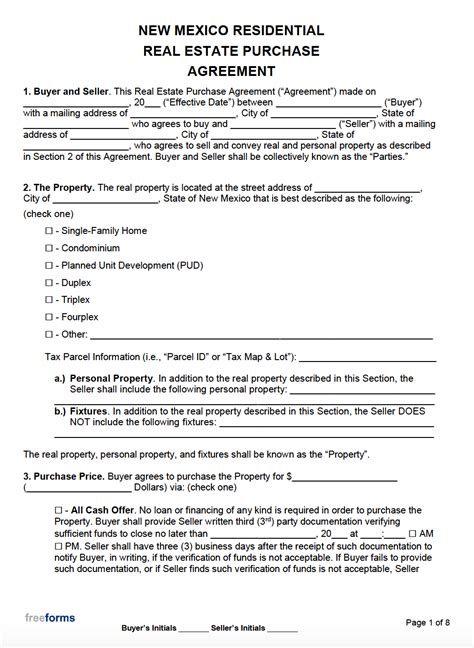 NEW MEXICO RESIDENTIAL
REAL ESTATE PURCHASE
AGREEMENT
1. Buyer and Seller. This Real Estate Purchase Agreement (“Agreement”) made on
____________________, 20___ (“Effective Date”) between ____________________ (“Buyer”)
with a mailing address of ____________________, City of ________________, State of
____________________ who agrees to buy and ____________________ (“Seller”) with a mailing
address of ____________________, City of ________________, State of
____________________, who agrees to sell and convey real and personal property as described
in Section 2 of this Agreement. Buyer and Seller shall be collectively known as the “Parties.”
2. The Property. The real property is located at the street address of ____________________,
City of ____________________, State of New Mexico that is best described as the following:
(check one)
☐ - Single-Family Home
☐ - Condominium
☐ - Planned Unit Development (PUD)
☐ - Duplex
☐ - Triplex
☐ - Fourplex
☐ - Other: ____________________
Tax Parcel Information (i.e., “Parcel ID” or “Tax Map & Lot”): ____________________
a.) Personal Property. In addition to the real property described in this Section, the
Seller shall include the following personal property: ____________________
____________________
b.) Fixtures. In addition to the real property described in this Section, the Seller DOES
NOT include the following fixtures: ____________________
____________________
The real property, personal property, and fixtures shall be known as the “Property”.
3. Purchase Price. Buyer agrees to purchase the Property for $____________________
(____________________ Dollars) via: (check one)
☐ - All Cash Offer. No loan or financing of any kind is required in order to purchase the
Property. Buyer shall provide Seller written third (3rd) party documentation verifying
sufficient funds to close no later than ____________, 20___ at ____:____ ☐ AM
☐ PM. Seller shall have three (3) business days after the receipt of such documentation to
notify Buyer, in writing, if the verification of funds is not acceptable. If Buyer fails to provide
such documentation, or if Seller finds such verification of funds is not acceptable, Seller
freeforms
Buyer’s Initials _______ Seller’s Initials _______
Page 1 of 8